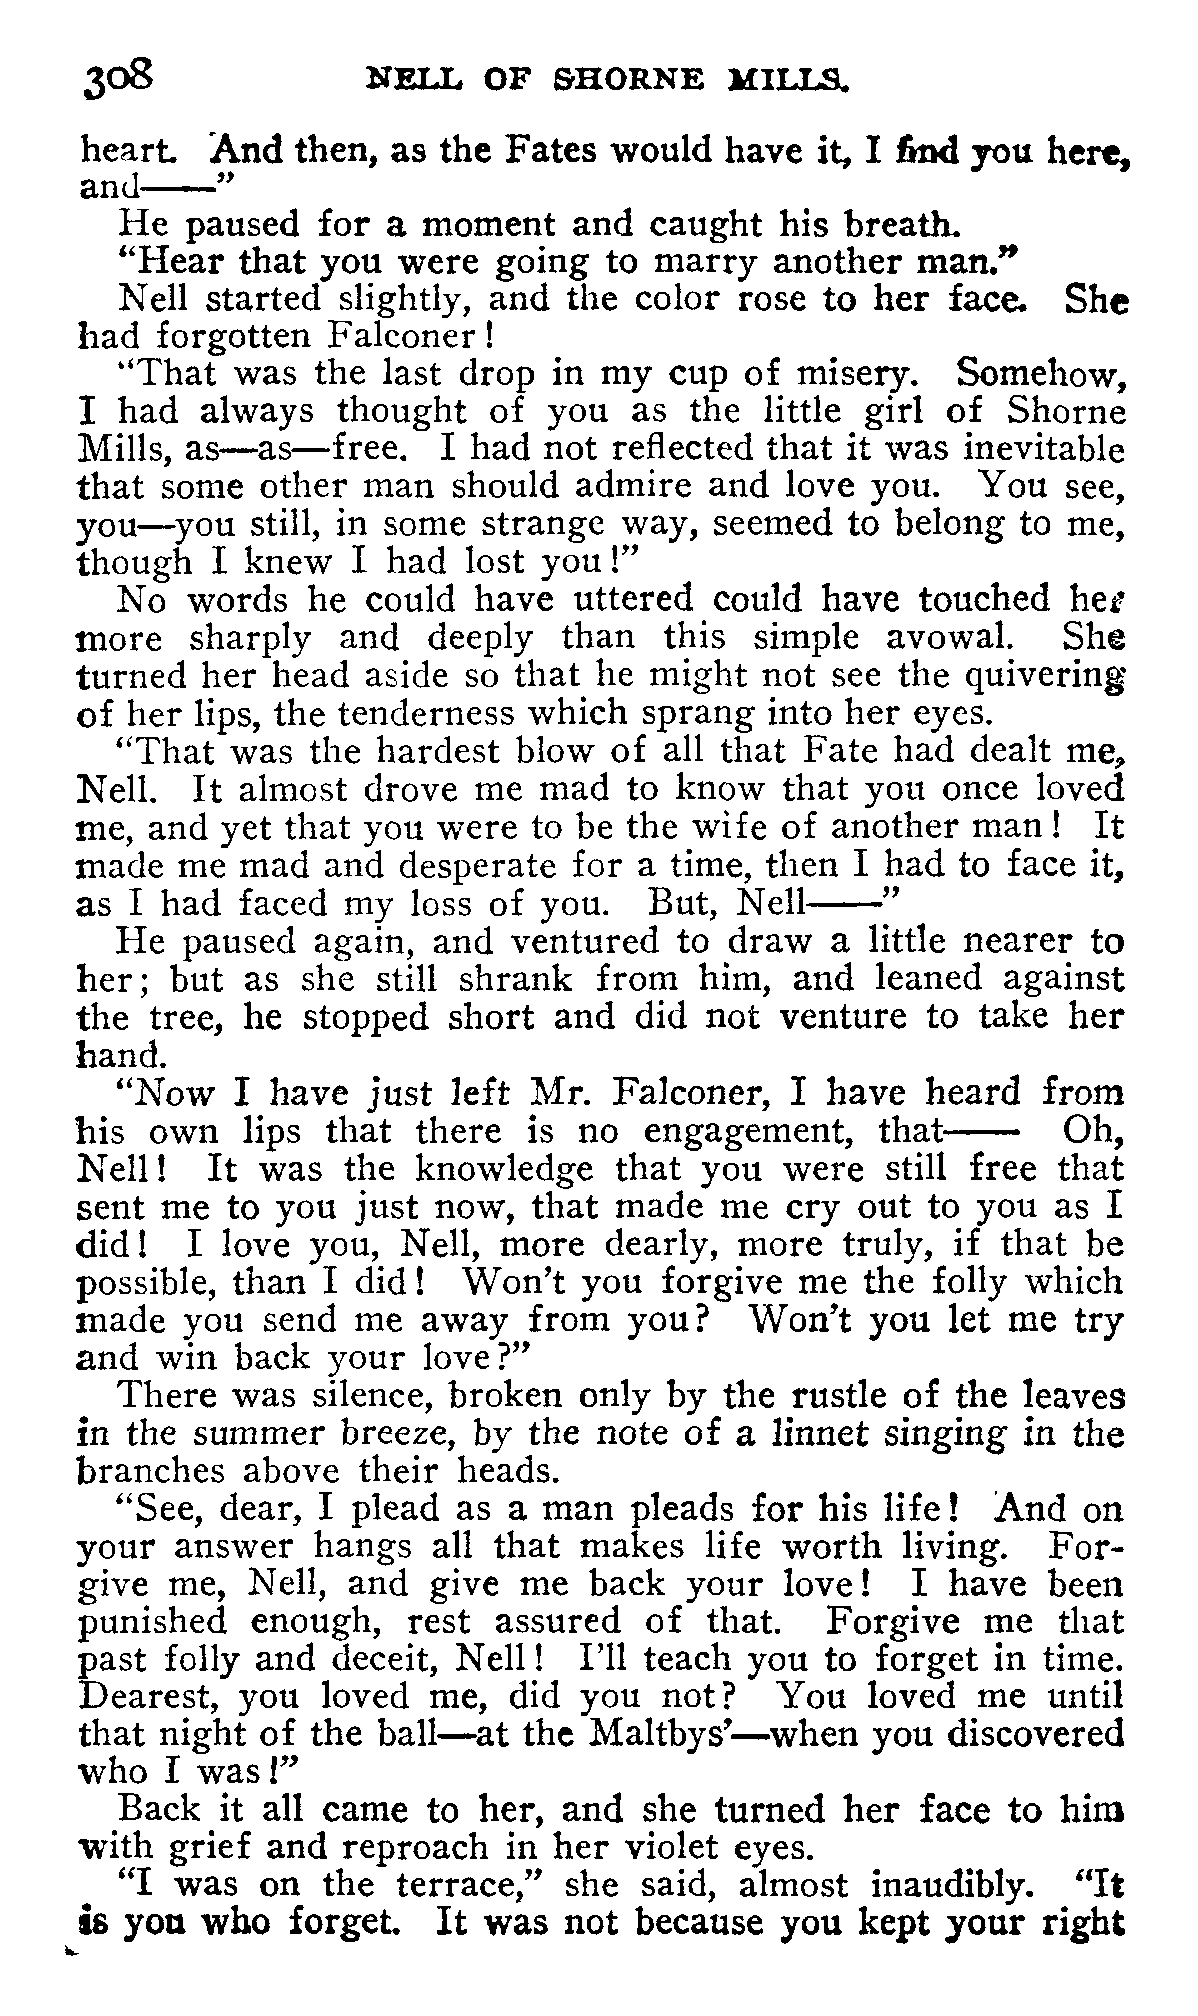 308 NELL OF SHORNE MILLS.
heart. And then, as the Fates would have it, I find you here,
and——”
He paused for a moment and caught his breath.
“Hear that you were going to marry another man.”
Nell started slightly, and the color rose to her face. She
had forgotten Falconer!
“That was the last drop in my cup of misery. Somehow,
I had always thought of you as the little girl of Shorne
Mills, as—as—free. I had not reflected that it was inevitable
that some other man should admire and love you. You see,
you—you still, in some strange way, seemed to belong to me,
though I knew I had lost you!”
No words he could have uttered could have touched her
more sharply and deeply than this simple avowal. She
turned her head aside so that he might not see the quivering
of her lips, the tenderness which sprang into her eyes.
“That was the hardest blow of all that Fate had dealt me,
Nell. It almost drove me mad to know that you once loved
me, and yet that you were to be the wife of another man! It
made me mad and desperate for a time, then I had to face it,
as I had faced my loss of you. But, Nell——”
He paused again, and ventured to draw a little nearer to
her; but as she still shrank from him, and leaned against
the tree, he stopped short and did not venture to take her
hand.
“Now I have just left Mr. Falconer, I have heard from
his own lips that there is no engagement, that—— Oh,
Nell! It was the knowledge that you were still free that
sent me to you just now, that made me cry out to you as I
did! I love you, Nell, more dearly, more truly, if that be
possible, than I did! Won’t you forgive me the folly which
made you send me away from you? Won’t you let me try
and win back your love?”
There was silence, broken only by the rustle of the leaves
in the summer breeze, by the note of a linnet singing in the
branches above their heads.
“See, dear, I plead as a man pleads for his life! And on
your answer hangs all that makes life worth living. For-
give me, Nell, and give me back your love! I have been
punished enough, rest assured of that. Forgive me that
past folly and deceit, Nell! I’ll teach you to forget in time.
Dearest, you loved me, did you not? You loved me until
that night of the ball—at the Maltbys’—when you discovered
who I was!”
Back it all came to her, and she turned her face to him
with grief and reproach in her violet eyes.
“I was on the terrace,” she said, almost inaudibly. “It
is you who forget. It was not because you kept your right